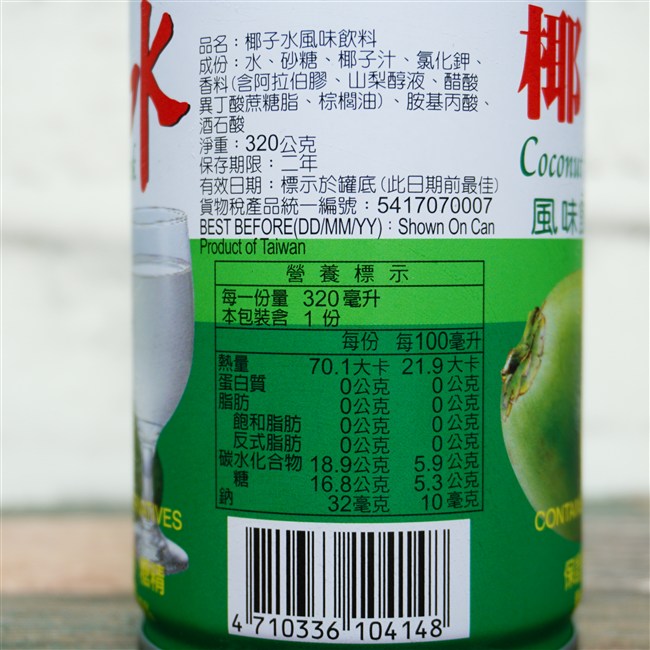 水
品名：椰子水風味飲料
成份：水、砂糖、椰子汁、氯化鉀、
香料(含阿拉伯膠、山梨醇液、醋酸
異丁酸蔗糖脂、棕櫚油)、胺基丙酸、
酒石酸
淨重：320公克
保存期限：二年
有效日期：標示於罐底(此日期前最佳)
貨物稅產品統一編號：5417070007
BEST BEFORE(DD/MM/YY)：Shown On Can
Product of Taiwan
營養標示
每一份量 320毫升
本包裝含 1份
每份 每100毫升
熱量 70.1大卡 21.9大卡
蛋白質 0公克 0公克
脂肪 0公克 0公克
飽和脂肪 0公克 0公克
反式脂肪 0公克 0公克
碳水化合物 18.9公克 5.9公克
糖 16.8公克 5.3公克
鈉 32毫克 10毫克
4 710336 104148
椰
Coconu
風味